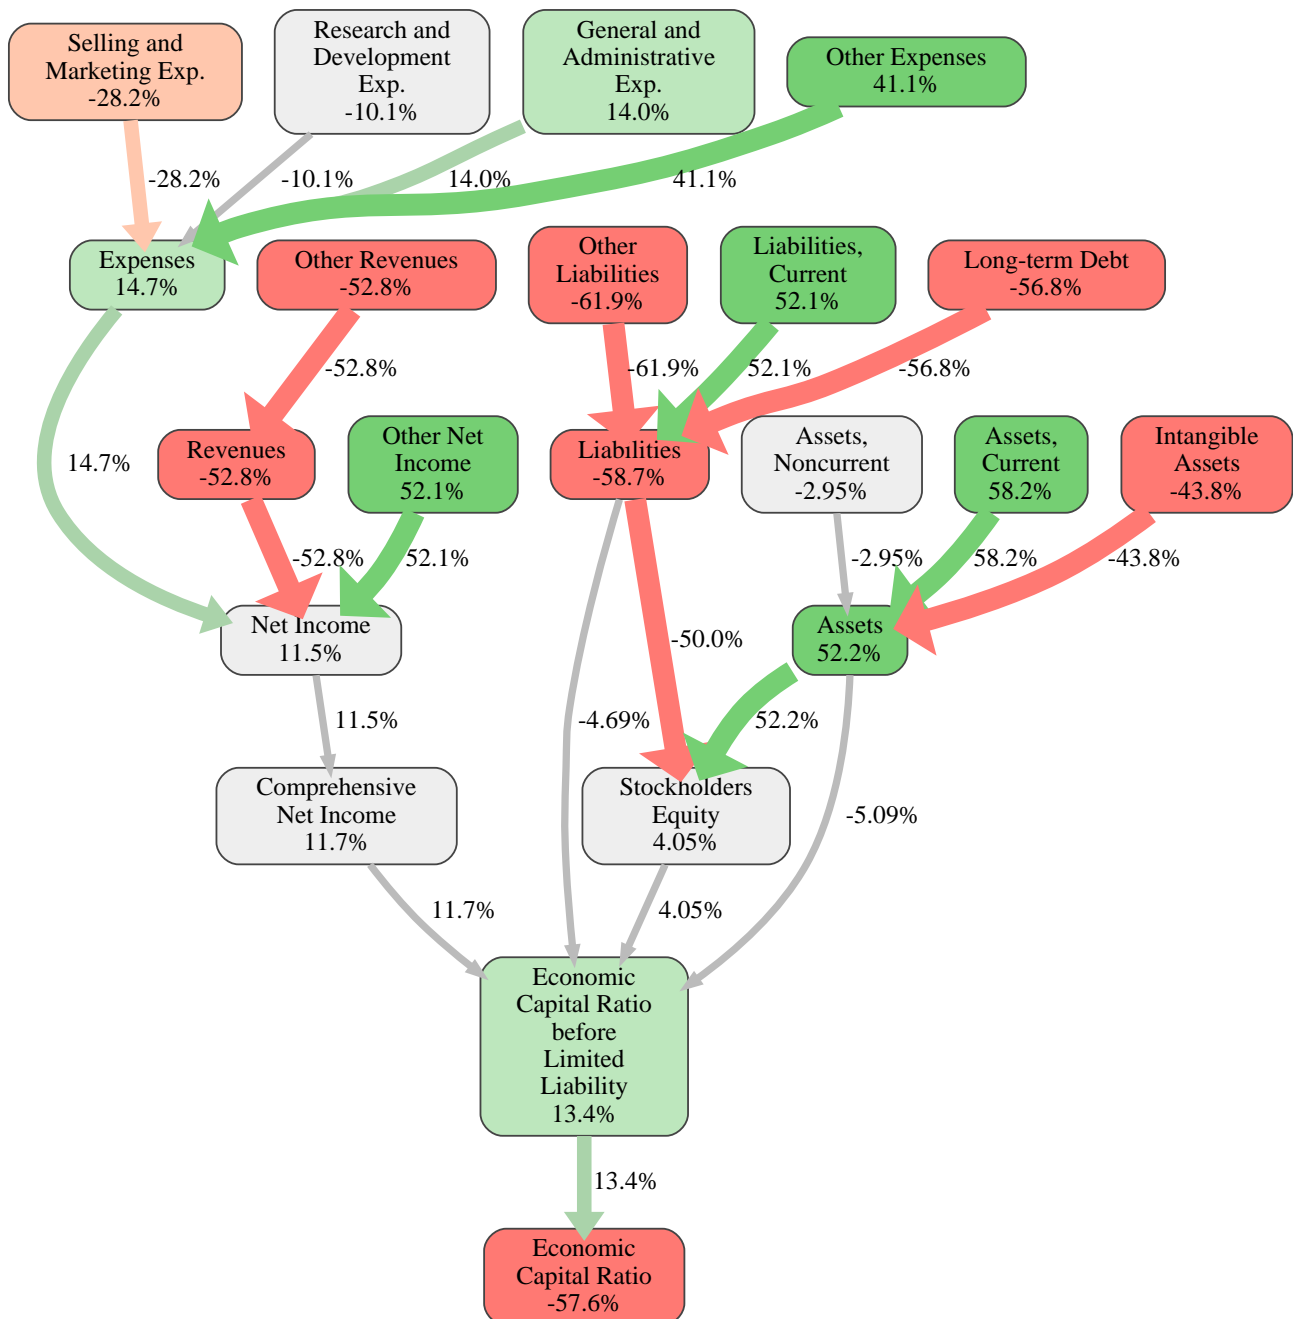 Selling and
Marketing Exp.
-28.2%
Research and
Development
Exp.
-10.1%
General and
Administrative
Exp.
14.0%
Other Expenses
41.1%
-28.2%
-10.1%
14.0%
41.1%
Expenses
14.7%
Other Revenues
-52.8%
Other
Liabilities
-61.9%
Liabilities,
Current
52.1%
Long-term Debt
-56.8%
-52.8%
-61.9%
52.1%
-56.8%
14.7%
Revenues
-52.8%
Other Net
Income
52.1%
Liabilities
-58.7%
Assets,
Noncurrent
-2.95%
Assets,
Current
58.2%
Intangible
Assets
-43.8%
-52.8%
52.1%
-2.95%
58.2%
-43.8%
Net Income
11.5%
-50.0%
Assets
52.2%
11.5%
-4.69%
52.2%
Comprehensive
Net Income
11.7%
Stockholders
Equity
4.05%
-5.09%
11.7%
4.05%
Economic
Capital Ratio
before
Limited
Liability
13.4%
13.4%
Economic
Capital Ratio
-57.6%